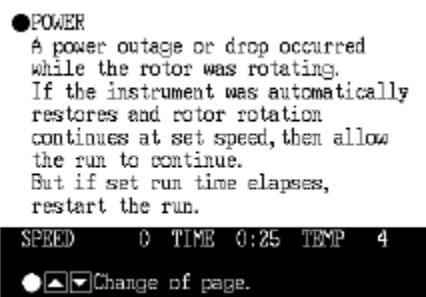 ●POWER
A power outage or drop occurred
while the rotor was rotating.
If the instrument was automatically
restores and rotor rotation
continues at set speed, then allow
the run to continue.
But if set run time elapses,
restart the run.
SPEED 0 TIME 0:25 TEMP 4
●▲▼Change of page.